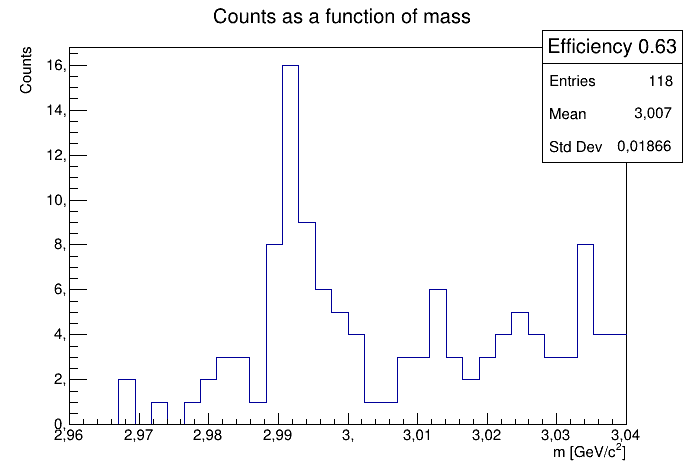 Counts as a function of mass
Counts
Efficiency 0.63
Entries 118
Mean 3,007
Std Dev 0,01866
16,
14,
12,
10,
8,
6,
4,
2,
0,
2,96 2,97 2,98 2,99 3, 3,01 3,02 3,03 3,04
m [GeV/c²]